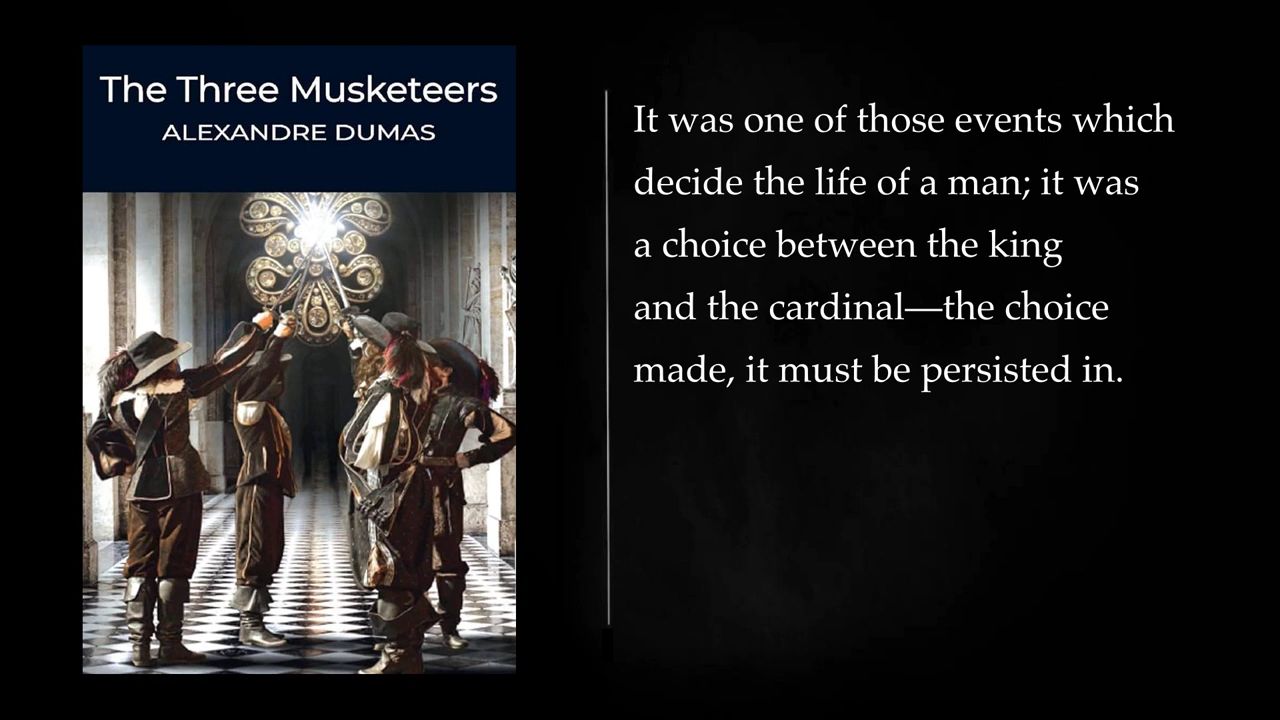 The Three Musketeers
ALEXANDRE DUMAS
It was one of those events which
decide the life of a man; it was
a choice between the king
and the cardinal—the choice
made, it must be persisted in.